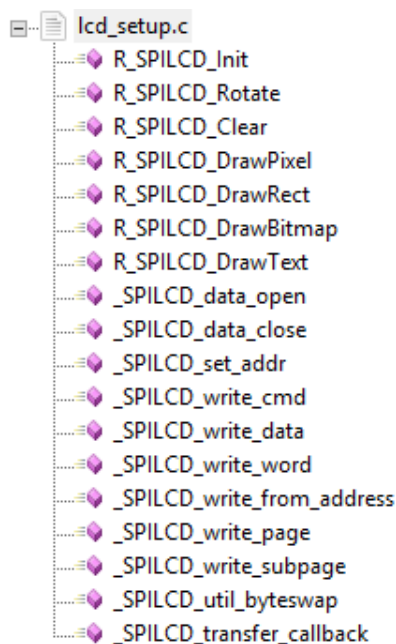 lcd_setup.c
R_SPILCD_Init
R_SPILCD_Rotate
R_SPILCD_Clear
R_SPILCD_DrawPixel
R_SPILCD_DrawRect
R_SPILCD_DrawBitmap
R_SPILCD_DrawText
_SPILCD_data_open
_SPILCD_data_close
_SPILCD_set_addr
_SPILCD_write_cmd
_SPILCD_write_data
_SPILCD_write_word
_SPILCD_write_from_address
_SPILCD_write_page
_SPILCD_write_subpage
_SPILCD_util_byteswap
_SPILCD_transfer_callback